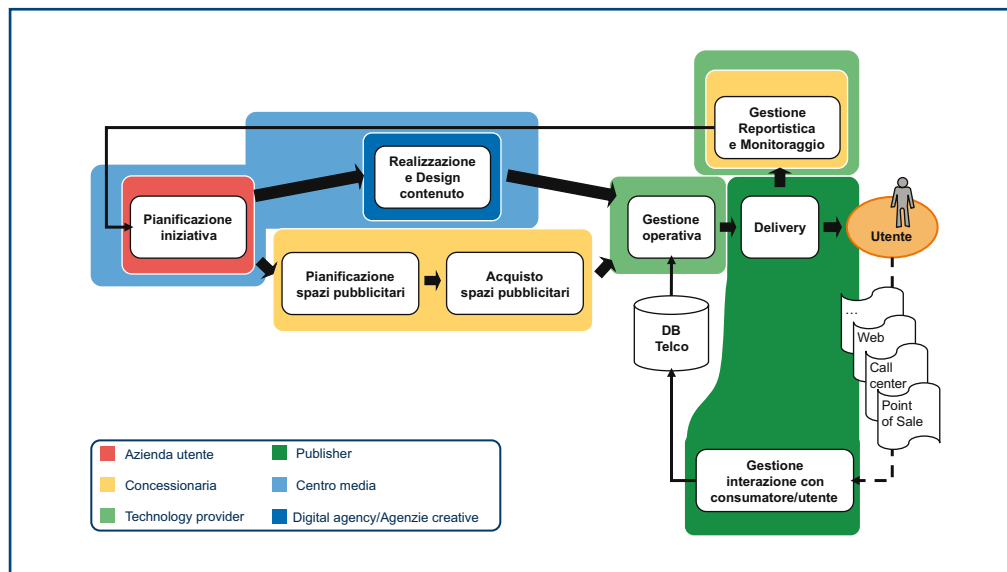 Gestione
Reportistica
e Monitoraggio
Realizzazione
e Design
contenuto
Pianificazione
iniziativa
Gestione
operativa
Delivery
Utente
Pianificazione
spazi pubblicitari
Acquisto
spazi pubblicitari
DB
Telco
...
Web
Call
center
Point
of Sale
Gestione
interazione con
consumatore/utente
Azienda utente
Publisher
Concessionaria
Centro media
Technology provider
Digital agency/Agenzie creative